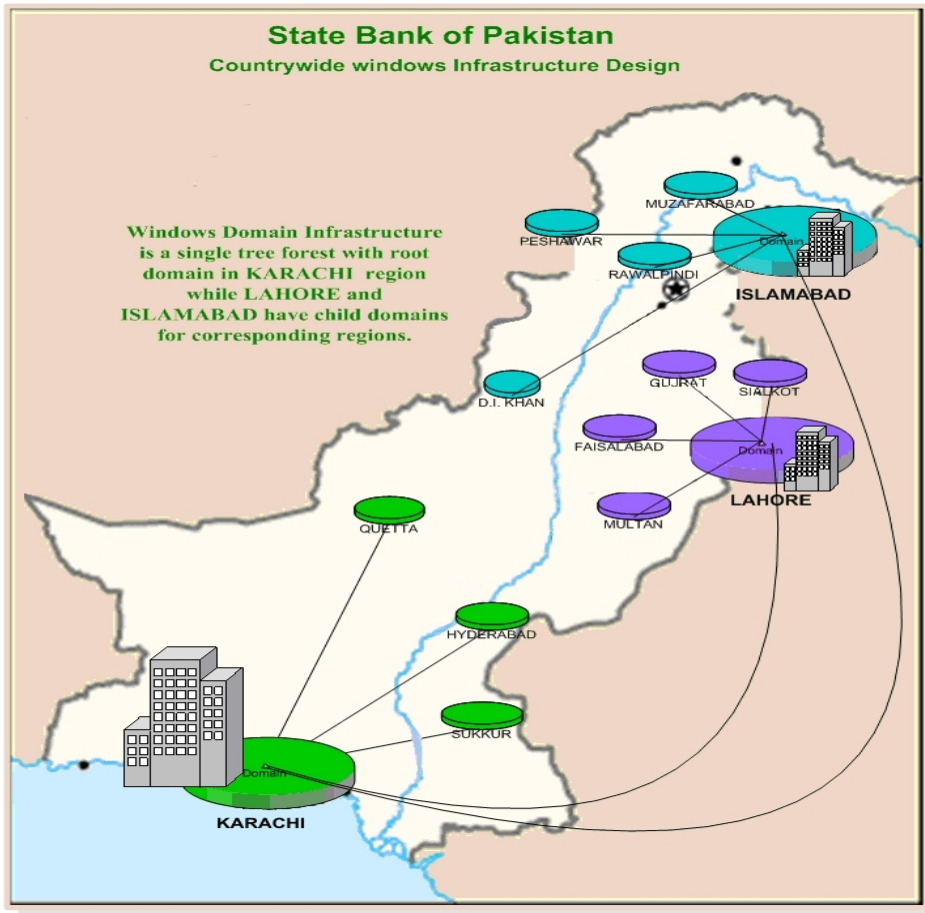 State Bank of Pakistan
Countrywide windows Infrastructure Design
Windows Domain Infrastructure
is a single tree forest with root
domain in KARACHI region
while LAHORE and
ISLAMABAD have child domains
for corresponding regions.
MUZAFARABAD
PESHAWAR
Domain
RAWALPINDI
ISLAMABAD
GUJRAT
SIALKOT
D.I. KHAN
FAISALABAD
Domain
LAHORE
MULTAN
QUETTA
HYDERABAD
SUKKUR
Domain
KARACHI